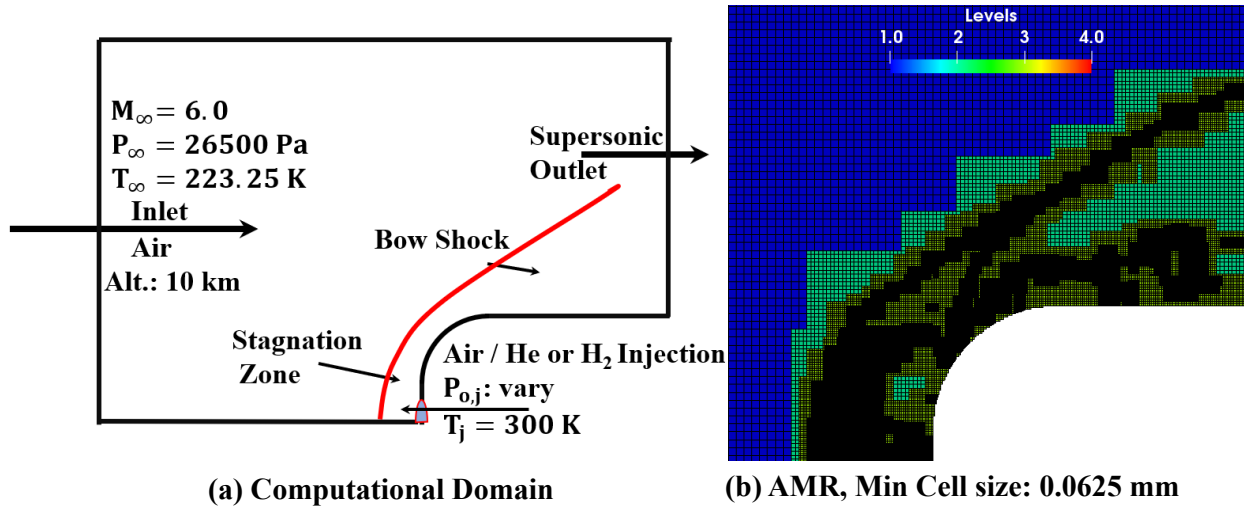 M∞ = 6.0
P∞ = 26500 Pa
T∞ = 223.25 K
Inlet
Air
Alt.: 10 km
Supersonic
Outlet
Bow Shock
Stagnation
Zone
Air / He or H₂ Injection
P₀,ⱼ: vary
Tⱼ = 300 K
(a) Computational Domain
Levels
1.0 2 3 4.0
(b) AMR, Min Cell size: 0.0625 mm